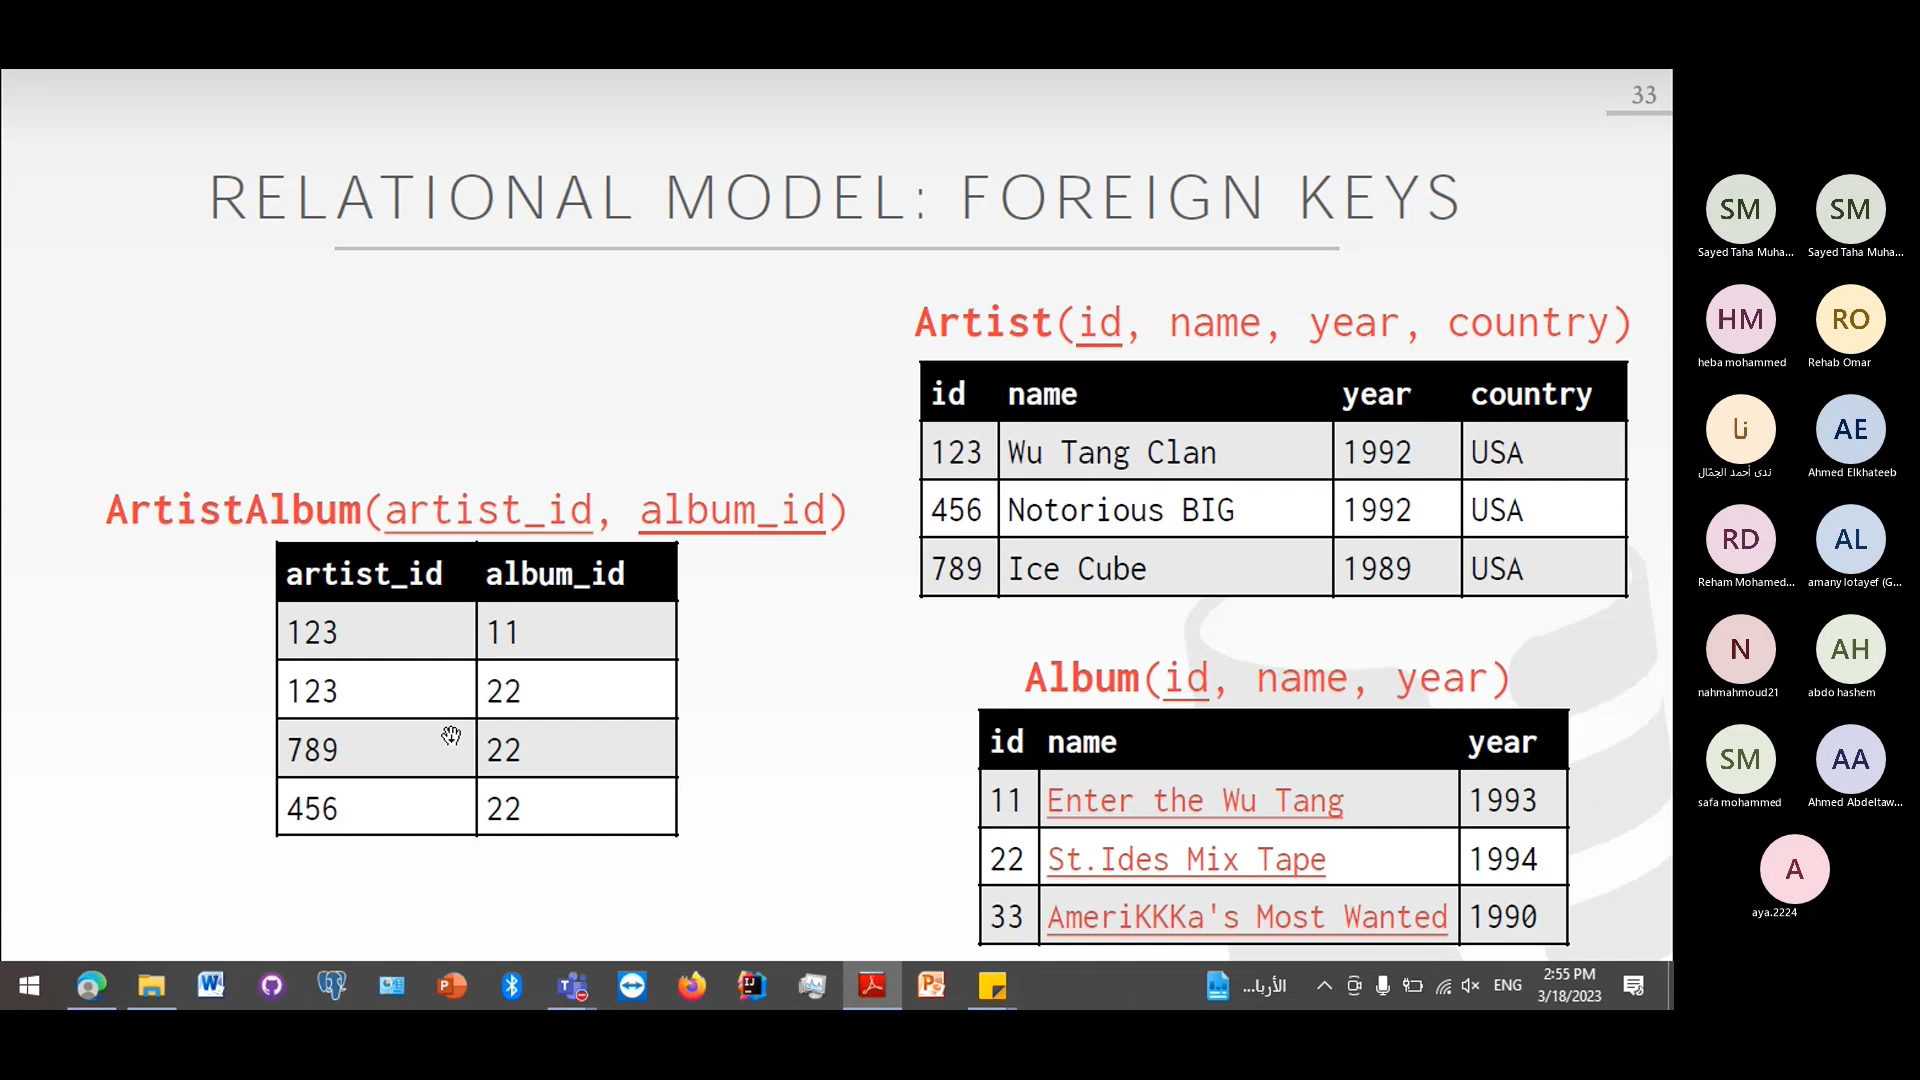 33
RELATIONAL MODEL: FOREIGN KEYS
Artist(id, name, year, country)
id name year country
123 Wu Tang Clan 1992 USA
456 Notorious BIG 1992 USA
789 Ice Cube 1989 USA
ArtistAlbum(artist_id, album_id)
artist_id album_id
123 11
123 22
789 22
456 22
Album(id, name, year)
id name year
11 Enter the Wu Tang 1993
22 St.Ides Mix Tape 1994
33 AmeriKKKa's Most Wanted 1990
SM SM
Sayed Taha Muha... Sayed Taha Muha...
HM RO
heba mohammed Rehab Omar
نا AE
ندى أحمد الجمّال Ahmed Elkhateeb
RD AL
Reham Mohamed... amany lotayef (G...
N AH
nahmahmoud21 abdo hashem
SM AA
safa mohammed Ahmed Abdeltaw...
A
aya.2224
الأربا...
ENG
2:55 PM
3/18/2023